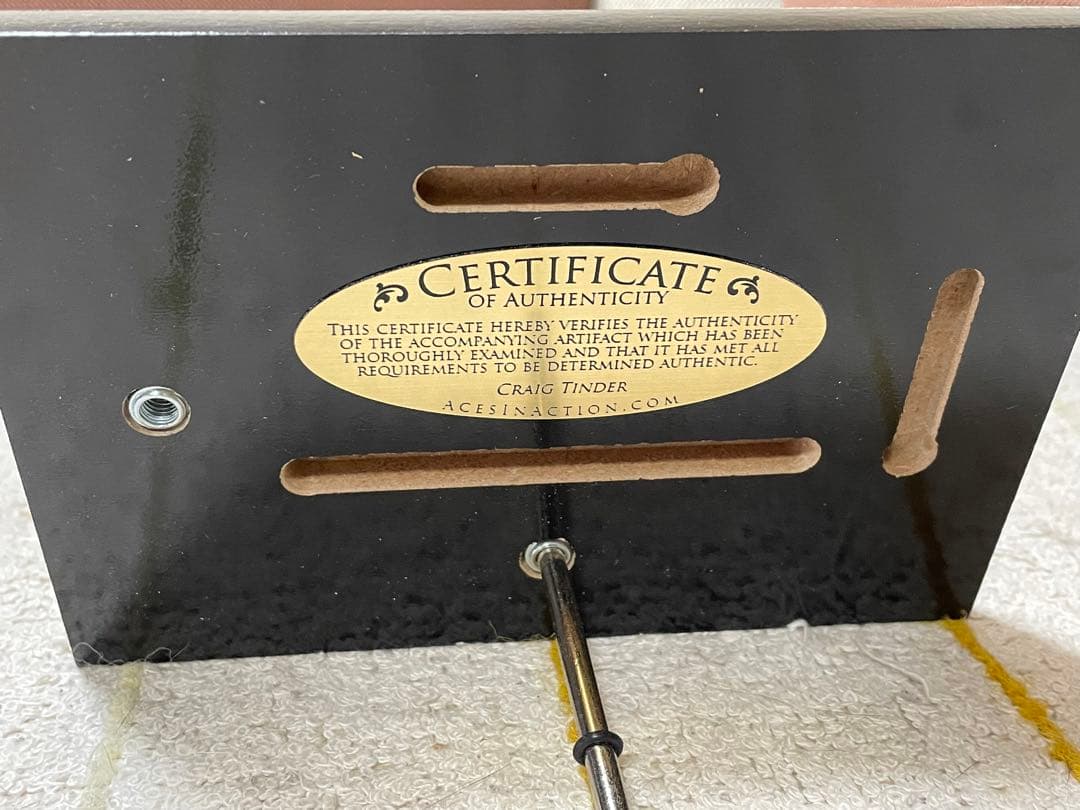 CERTIFICATE
OF AUTHENTICITY
THIS CERTIFICATE HEREBY VERIFIES THE AUTHENTICITY
OF THE ACCOMPANYING ARTIFACT WHICH HAS BEEN
THOROUGHLY EXAMINED AND THAT IT HAS MET ALL
REQUIREMENTS TO BE DETERMINED AUTHENTIC.
CRAIG TINDER
ACESINACTION.COM